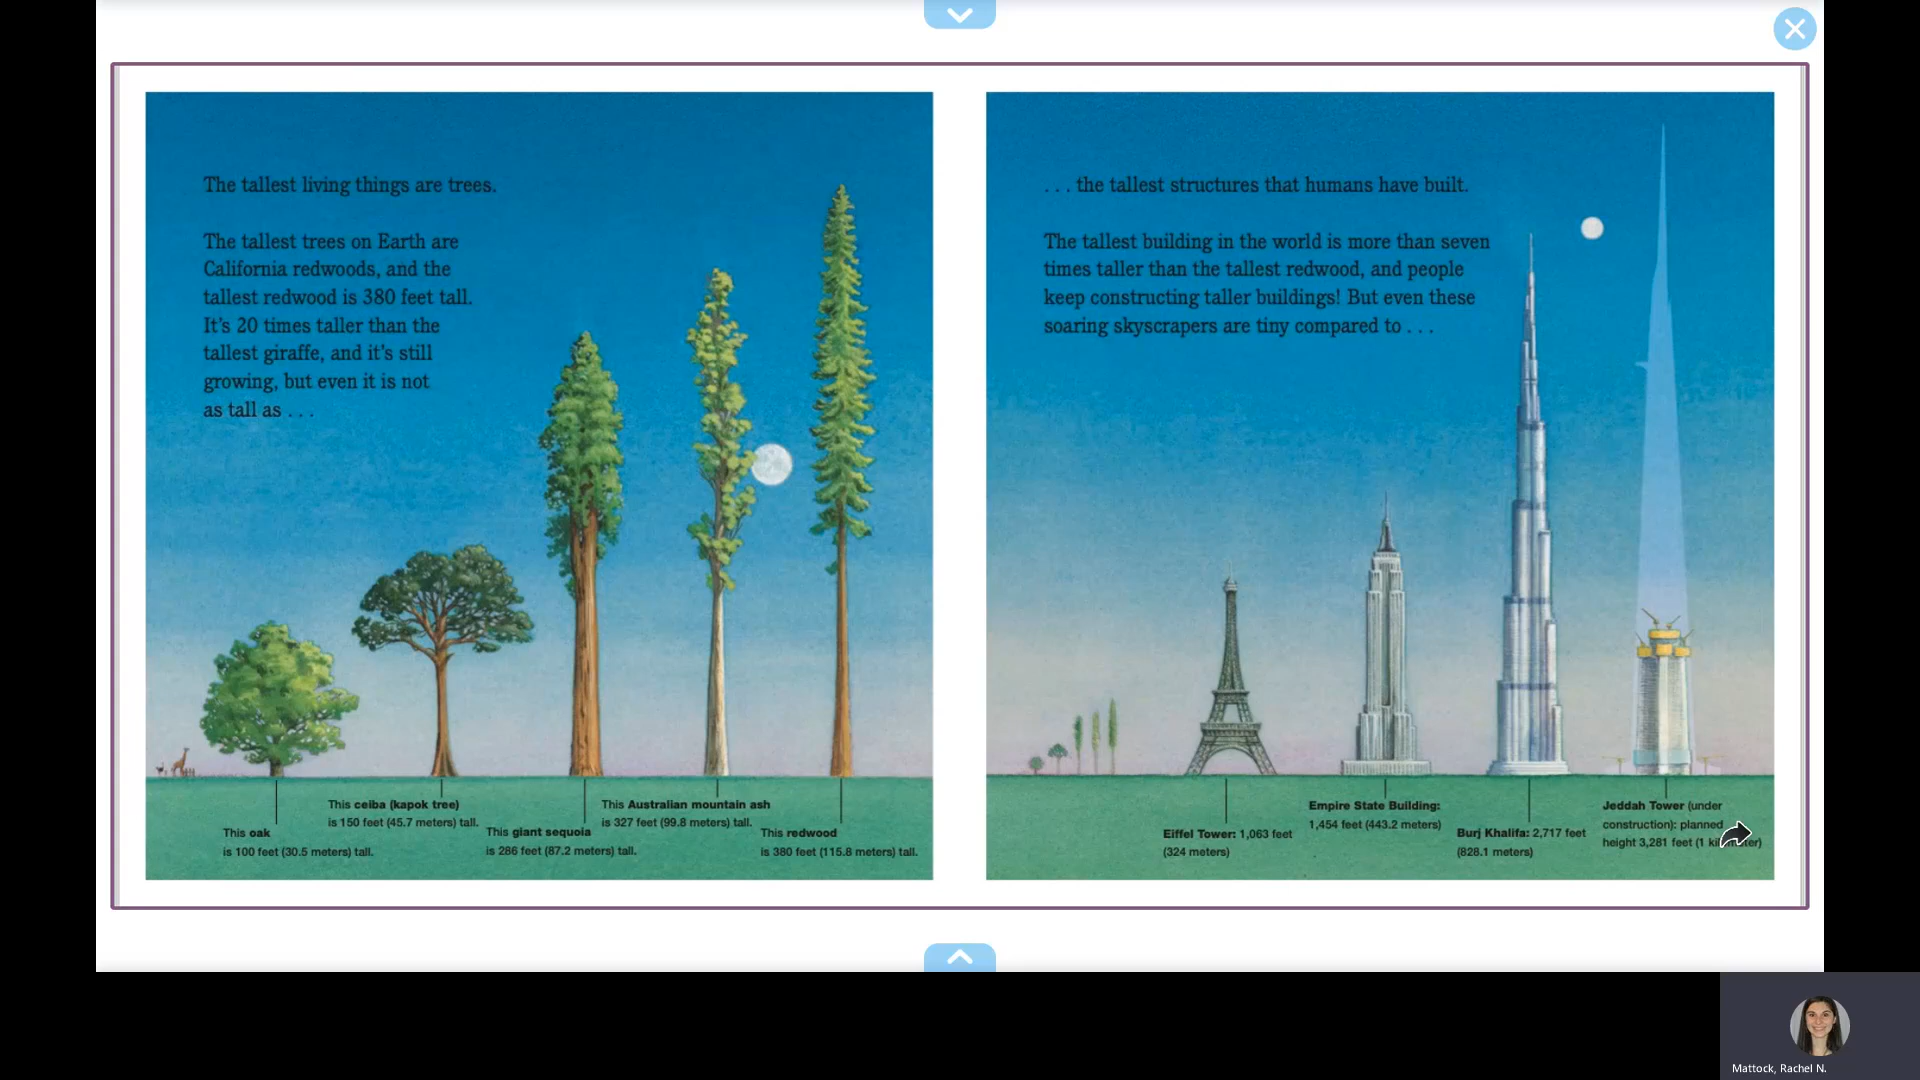 The tallest living things are trees.
The tallest trees on Earth are
California redwoods, and the
tallest redwood is 380 feet tall.
It's 20 times taller than the
tallest giraffe, and it's still
growing, but even it is not
as tall as . . .
This oak
is 100 feet (30.5 meters) tall.
This ceiba (kapok tree)
is 150 feet (45.7 meters) tall.
This giant sequoia
is 286 feet (87.2 meters) tall.
This Australian mountain ash
is 327 feet (99.8 meters) tall.
This redwood
is 380 feet (115.8 meters) tall.
. . . the tallest structures that humans have built.
The tallest building in the world is more than seven
times taller than the tallest redwood, and people
keep constructing taller buildings! But even these
soaring skyscrapers are tiny compared to . . .
Eiffel Tower: 1,063 feet
(324 meters)
Empire State Building:
1,454 feet (443.2 meters)
Burj Khalifa: 2,717 feet
(828.1 meters)
Jeddah Tower (under
construction): planned
height 3,281 feet (1
Mattock, Rachel N.